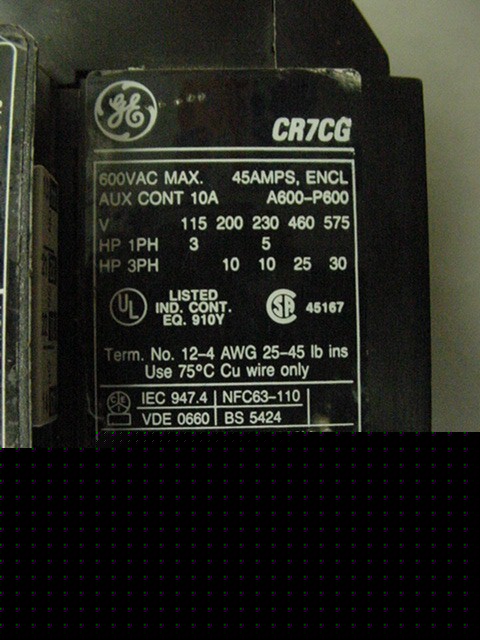 GE
CR7CG
600VAC MAX. 45AMPS, ENCL
AUX CONT 10A A600-P600
V 115 200 230 460 575
HP 1PH 3 5
HP 3PH 10 10 25 30
UL LISTED IND. CONT. EQ. 910Y SA 45167
Term. No. 12-4 AWG 25-45 lb ins
Use 75°C Cu wire only
IEC 947.4 NFC63-110
VDE 0660 BS 5424